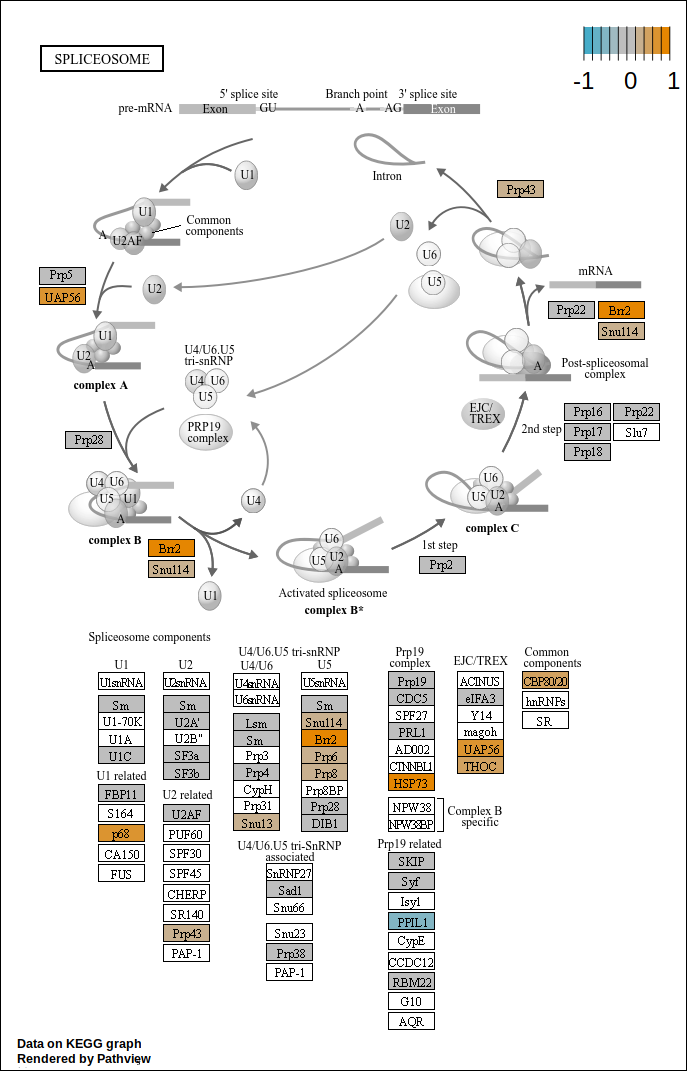 SPLICEOSOME
-1 0 1
5' splice site Branch point 3' splice site
pre-mRNA Exon GU A AG Exon
U1
Intron
Prp43
U1
A U2AF
Common
components
U2
U6
U5
Prp5
UAP56
U2
mRNA
Prp22 Brr2
Snu114
U1
U2
A
complex A
U4/U6.U5
tri-snRNP
U4 U6
U5
PRP19
complex
A
Post-spliceosomal
complex
EJC/
TREX
2nd step
Prp16 Prp22
Prp17 Slu7
Prp18
Prp28
U4 U6
U5 U1
A
complex B
U4
U6
U5 U2
A
complex C
Brr2
Snu114
U1
U6
U5 U2
A
Activated spliceosome
complex B*
1st step
Prp2
Spliceosome components
U1
U1snRNA
Sm
U1-70K
U1A
U1C
U1 related
FBP11
S164
p68
CA150
FUS
U2
U2snRNA
Sm
U2A'
U2B"
SF3a
SF3b
U2 related
U2AF
PUF60
SPF30
SPF45
CHERP
SR140
Prp43
PAP-1
U4/U6.U5 tri-snRNP
U4/U6
U4snRNA
U6snRNA
Lsm
Sm
Prp3
Prp4
CypH
Prp31
Snu13
U5
U5snRNA
Sm
Snu114
Brr2
Prp6
Prp8
Prp8BP
Prp28
DIB1
U4/U6.U5 tri-SnRNP
associated
SnRNP27
Sad1
Snu66
Snu23
Prp38
PAP-1
Prp19
complex
Prp19
CDC5
SPF27
PRL1
AD002
CTNNBL1
HSP73
NPW38
NPW38BP
Complex B
specific
Prp19 related
SKIP
Syf
Isy1
PPIL1
CypE
CCDC12
RBM22
G10
AQR
EJC/TREX
ACINUS
eIFA3
Y14
magoh
UAP56
THOC
Common
components
CBP80/20
hnRNPs
SR
Data on KEGG graph
Rendered by Pathview